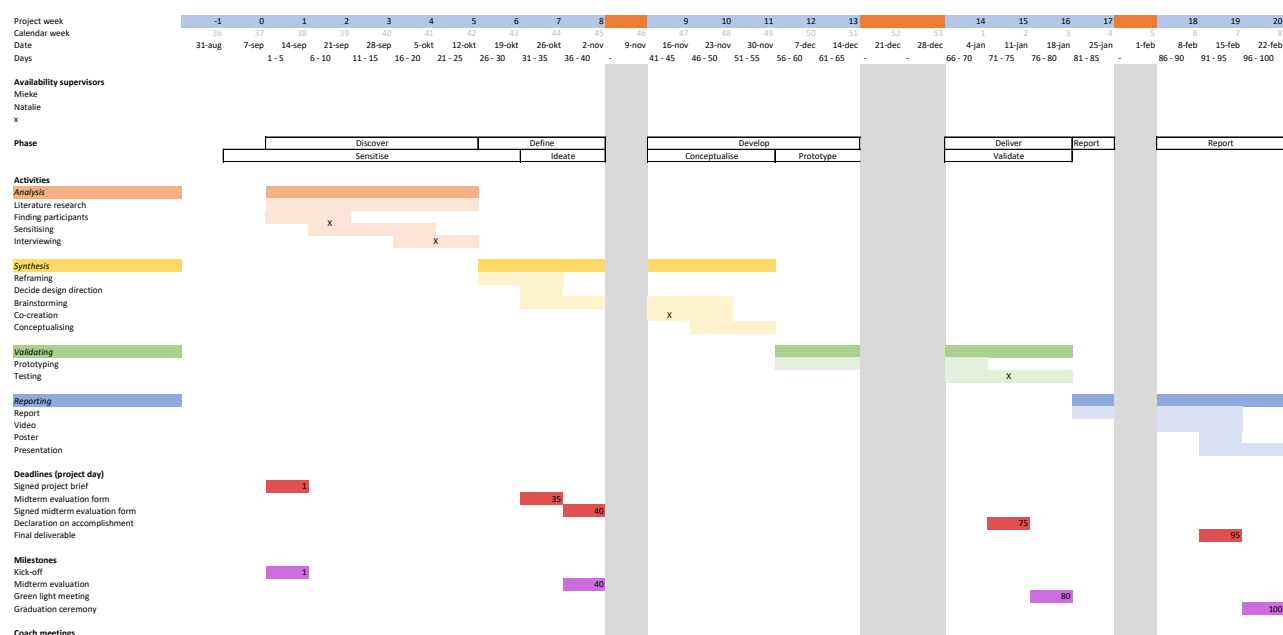 Project week -1 0 1 2 3 4 5 6 7 8 9 10 11 12 13 14 15 16 17 18 19 20
Calendar week 36 37 38 39 40 41 42 43 44 45 46 47 48 49 50 51 52 53 1 2 3 4 5 6 7 8
Date 31-aug 7-sep 14-sep 21-sep 28-sep 5-okt 12-okt 19-okt 26-okt 2-nov 9-nov 16-nov 23-nov 30-nov 7-dec 14-dec 21-dec 28-dec 4-jan 11-jan 18-jan 25-jan 1-feb 8-feb 15-feb 22-feb
Days 1 - 5 6 - 10 11 - 15 16 - 20 21 - 25 26 - 30 31 - 35 36 - 40 - 41 - 45 46 - 50 51 - 55 56 - 60 61 - 65 - - 66 - 70 71 - 75 76 - 80 81 - 85 - 86 - 90 91 - 95 96 - 100
Availability supervisors
Mieke
Natalie
x
Phase Discover Define Develop Deliver Report Report
Sensitise Ideate Conceptualise Prototype Validate
Activities
Analysis
Literature research
Finding participants
X
Sensitising
Interviewing X
Synthesis
Reframing
Decide design direction
Brainstorming
Co-creation X
Conceptualising
Validating
Prototyping
Testing X
Reporting
Report
Video
Poster
Presentation
Deadlines (project day)
Signed project brief 1
Midterm evaluation form 35
Signed midterm evaluation form 40
Declaration on accomplishment 75
Final deliverable 95
Milestones
Kick-off 1
Midterm evaluation 40
Green light meeting 80
Graduation ceremony 100
Coach meetings